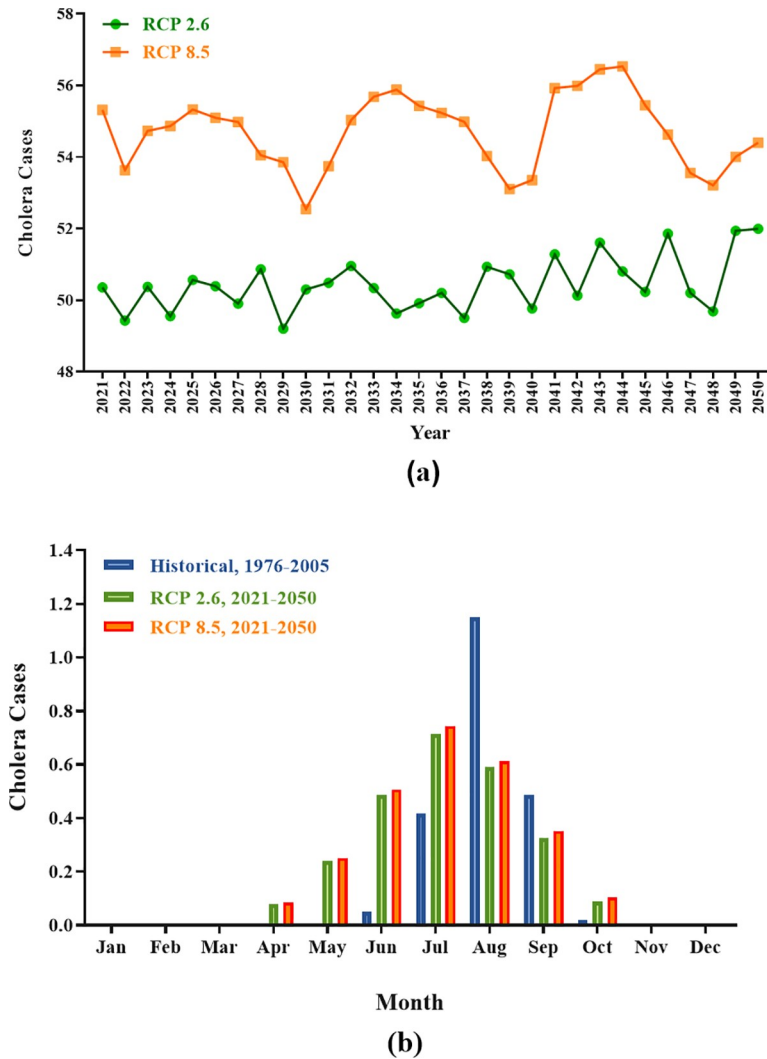 58
56
54
52
50
48
Cholera Cases
RCP 2.6
RCP 8.5
2021 2022 2023 2024 2025 2026 2027 2028 2029 2030 2031 2032 2033 2034 2035 2036 2037 2038 2039 2040 2041 2042 2043 2044 2045 2046 2047 2048 2049 2050
Year
(a)
1.4
1.2
1.0
0.8
0.6
0.4
0.2
0.0
Cholera Cases
Historical, 1976-2005
RCP 2.6, 2021-2050
RCP 8.5, 2021-2050
Jan Feb Mar Apr May Jun Jul Aug Sep Oct Nov Dec
Month
(b)